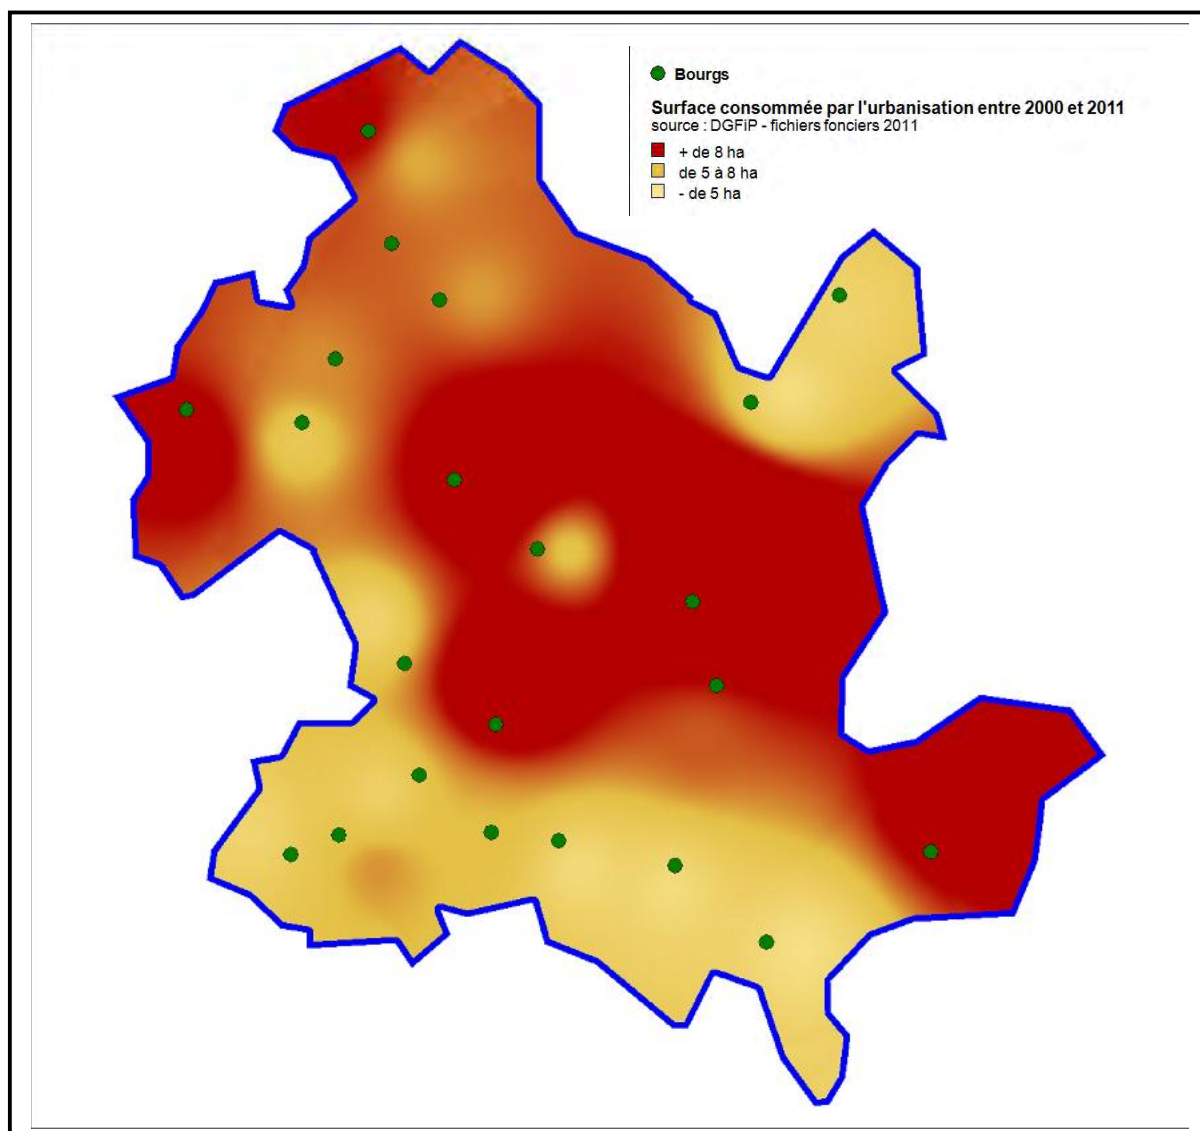 Bourgs
Surface consommée par l'urbanisation entre 2000 et 2011
source : DGFiP - fichiers fonciers 2011
+ de 8 ha
de 5 à 8 ha
- de 5 ha